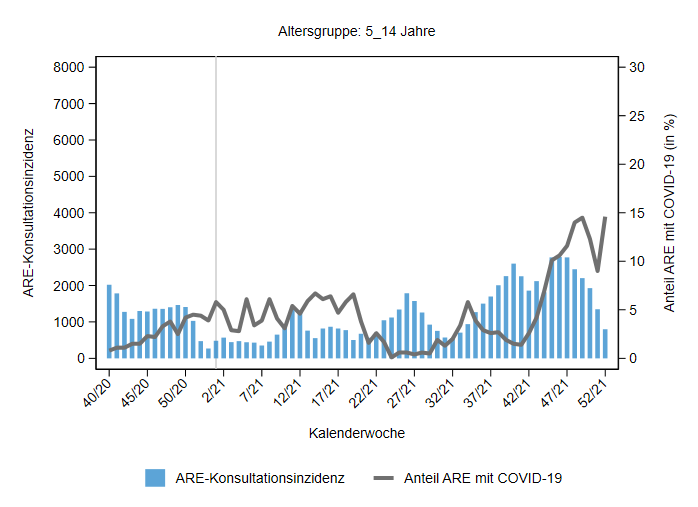 Altersgruppe: 5_14 Jahre
ARE-Konsultationsinzidenz
8000
7000
6000
5000
4000
3000
2000
1000
0
30
25
20
15
10
5
0
Anteil ARE mit COVID-19 (in %)
40/20 45/20 50/20 2/21 7/21 12/21 17/21 22/21 27/21 32/21 37/21 42/21 47/21 52/21
Kalenderwoche
ARE-Konsultationsinzidenz Anteil ARE mit COVID-19